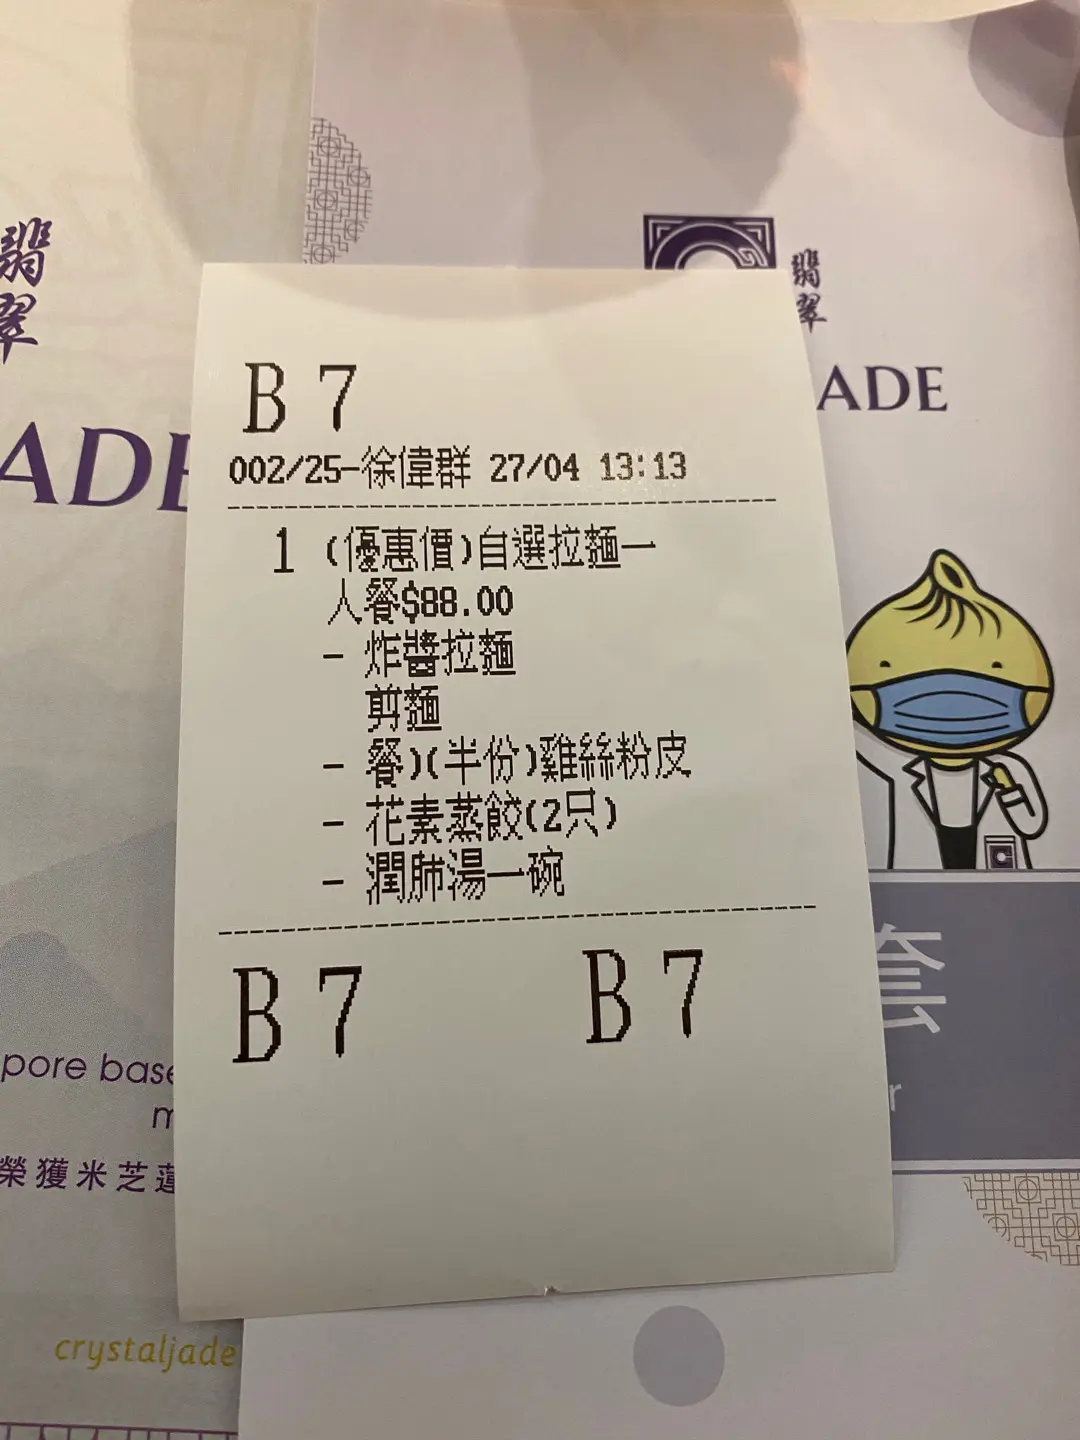 翡翠
翡翠
ADE
ADE
B 7
002/25-徐偉群 27/04 13:13
1 (優惠價)自選拉麵一
人餐$88.00
- 炸醬拉麵
剪麵
- 餐)(半份)雞絲粉皮
- 花素蒸餃(2只)
- 潤肺湯一碗
B 7 B 7
套
pore base
m
r
榮獲米芝蓮
crystaljade